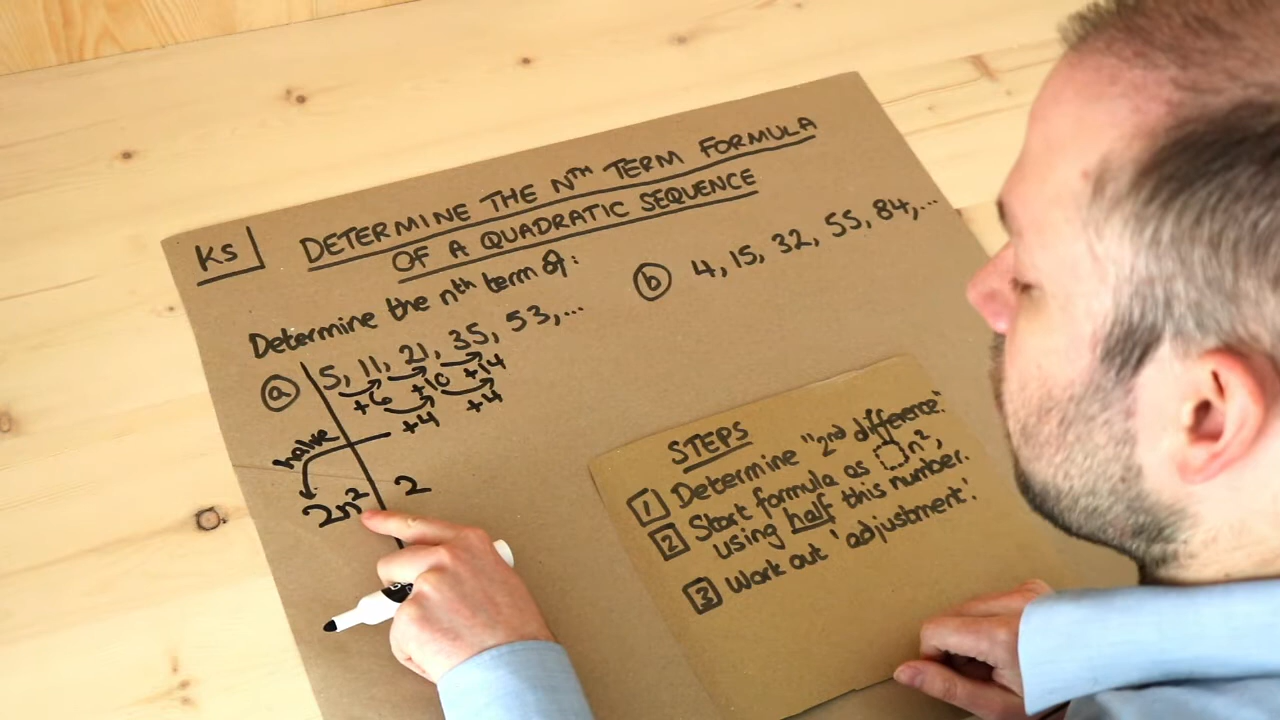 KS
DETERMINE THE NTH TERM FORMULA
OF A QUADRATIC SEQUENCE
Determine the nth term of:
a 5, 11, 21, 35, 53,...
+6 +10 +14
+4 +4
halve
2n² 2
b 4, 15, 32, 55, 84,...
STEPS
1 Determine "2nd difference".
2 Start formula as n²,
using half this number.
3 Work out 'adjustment'.